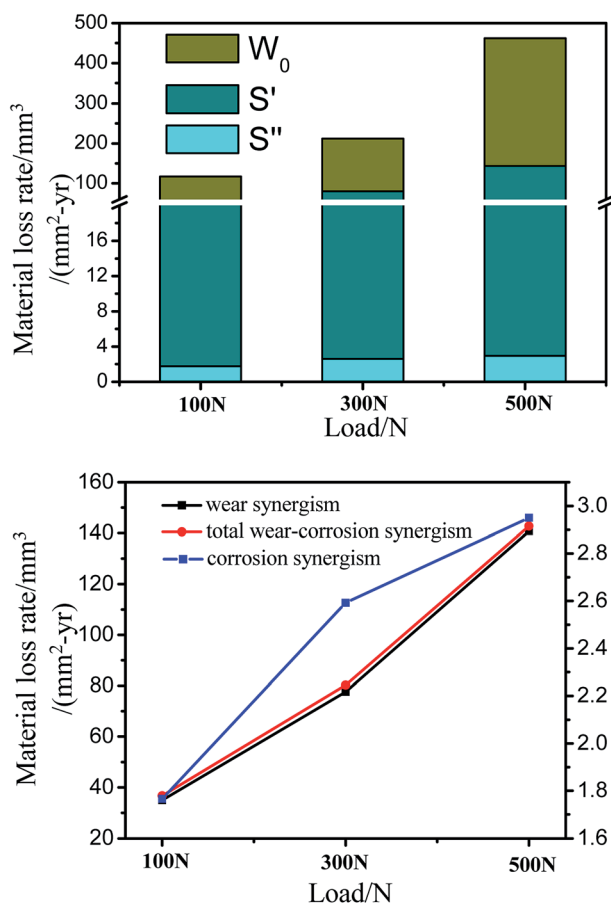 500
400
300
200
100
16
12
8
4
0
Material loss rate/mm³
/(mm²-yr)
W₀
S'
S"
100N 300N 500N
Load/N
160
140
120
100
80
60
40
20
Material loss rate/mm³
/(mm²-yr)
wear synergism
total wear-corrosion synergism
corrosion synergism
3.0
2.8
2.6
2.4
2.2
2.0
1.8
1.6
100N 300N 500N
Load/N